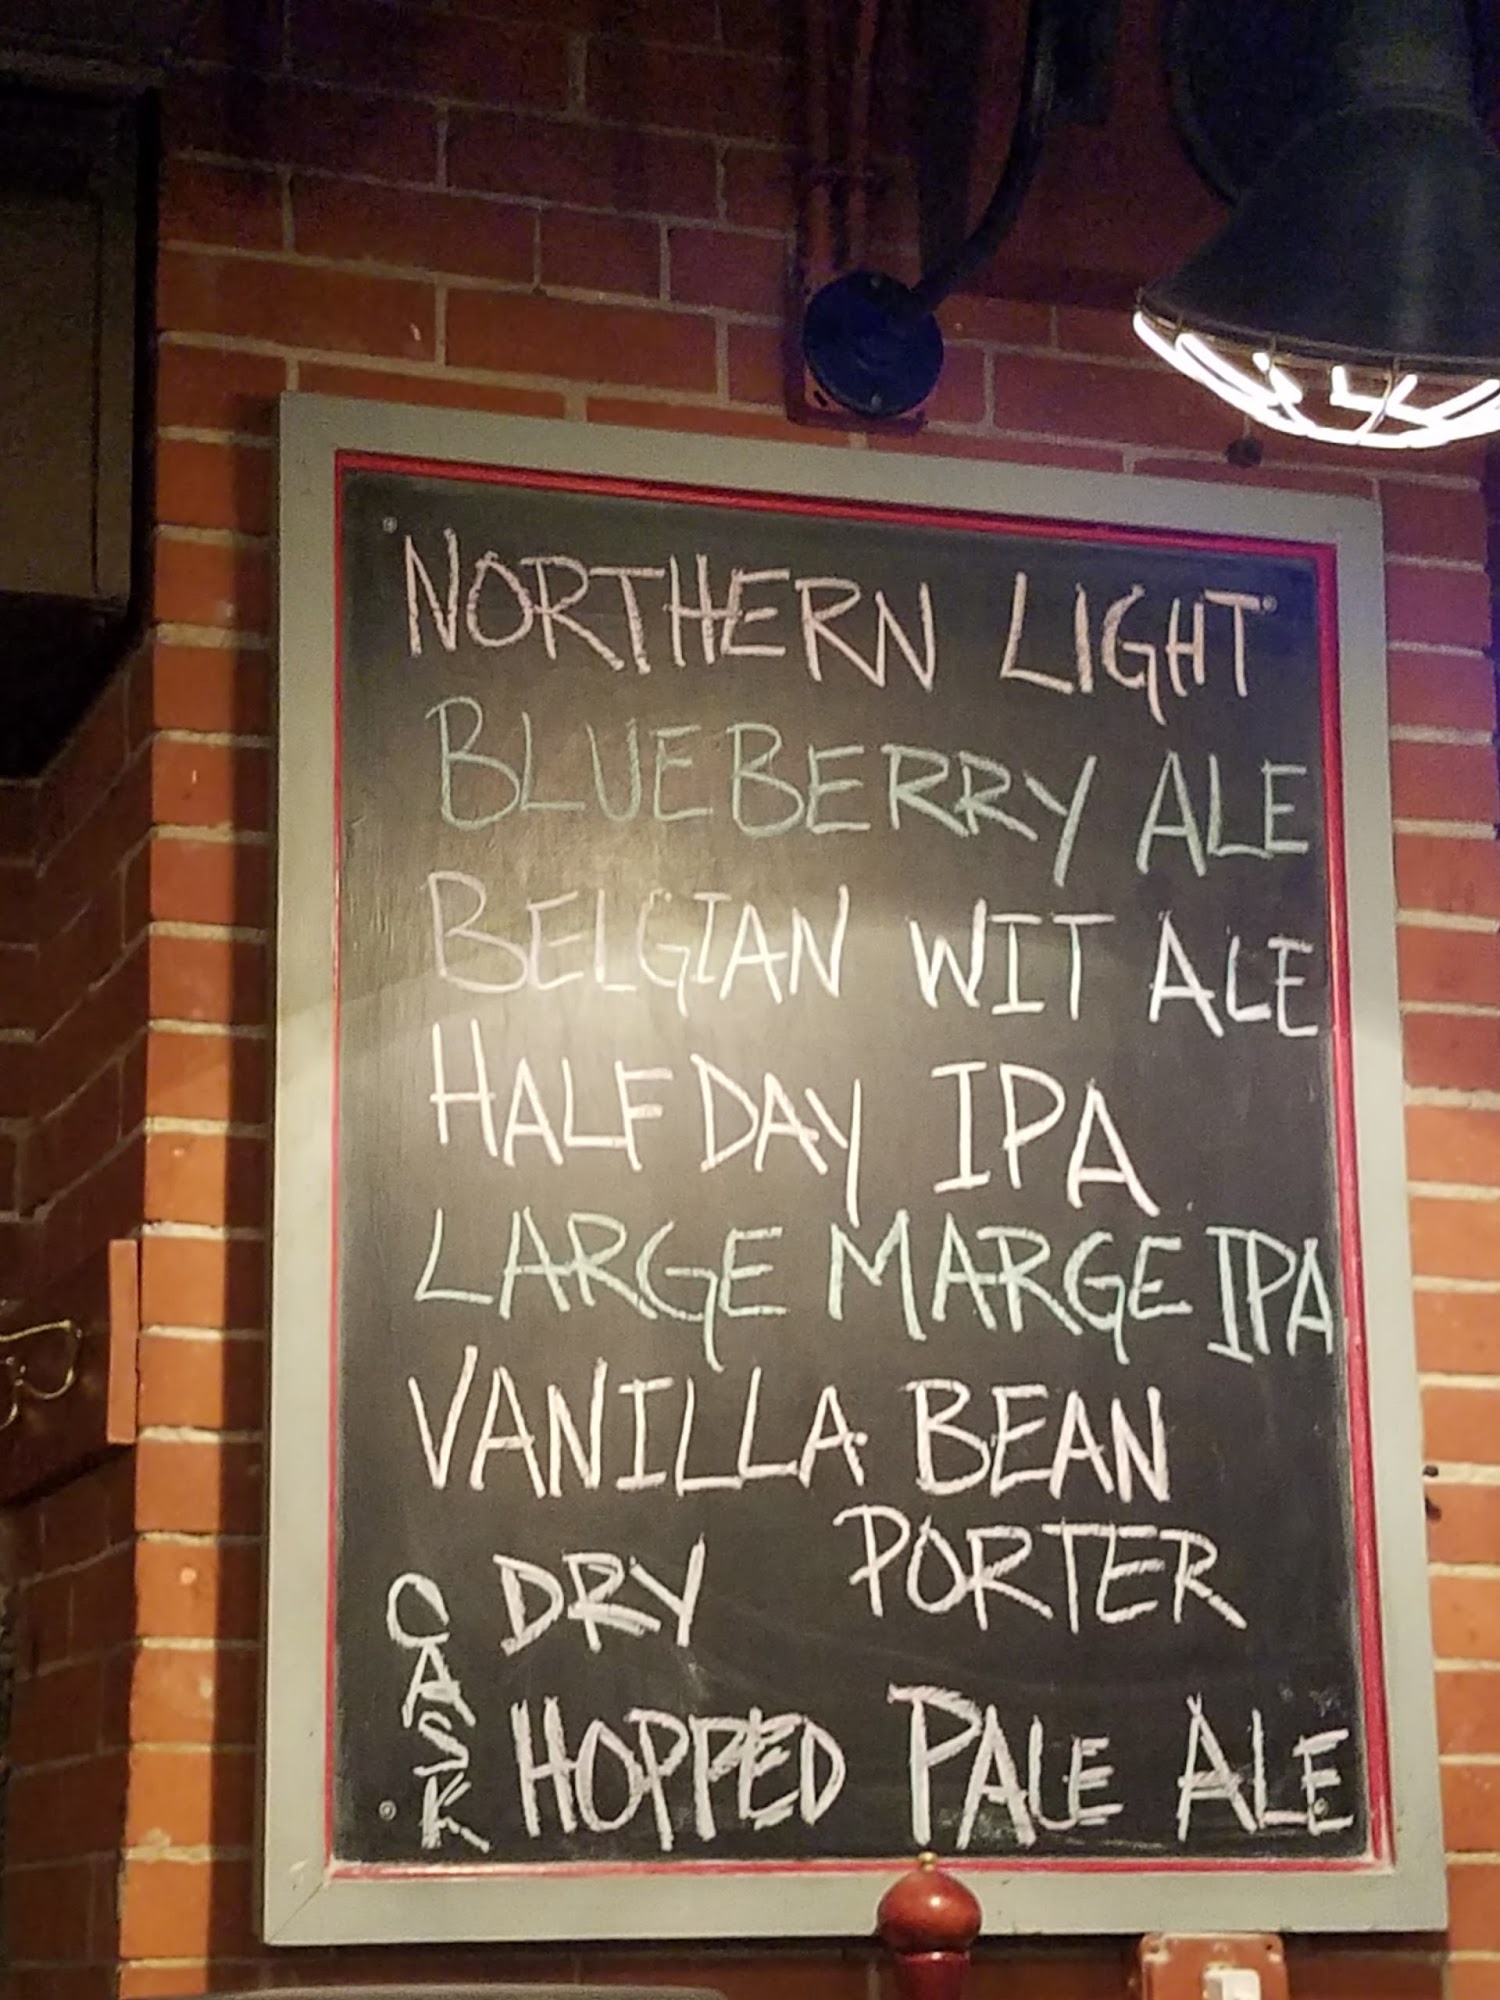 NORTHERN LIGHT
BLUEBERRY ALE
BELGIAN WIT ALE
HALF DAY IPA
LARGE MARGE IPA
VANILLA BEAN
PORTER
CASK
DRY
HOPPED PALE ALE